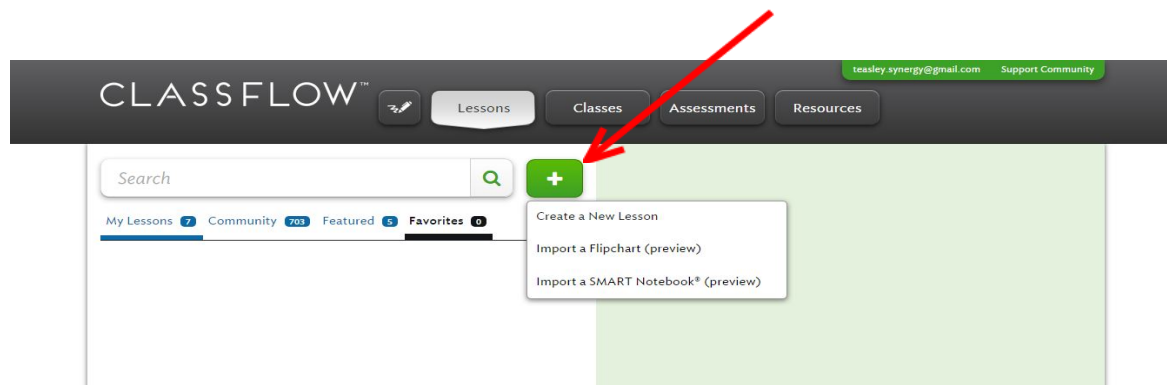 teasley.synergy@gmail.com Support Community
CLASSFLOW™
Lessons Classes Assessments Resources
Search
My Lessons 7 Community 703 Featured 5 Favorites 0
Create a New Lesson
Import a Flipchart (preview)
Import a SMART Notebook® (preview)